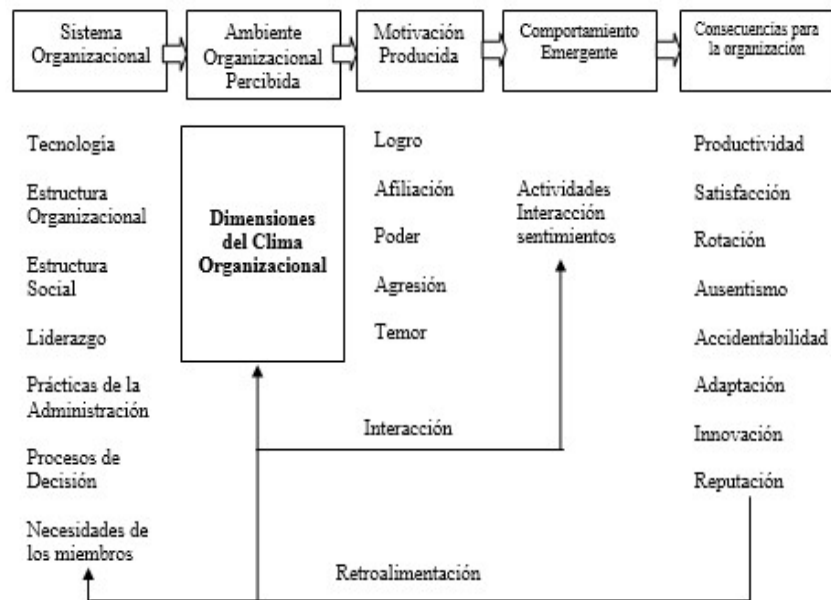 Sistema
Organizacional
Ambiente
Organizacional
Percibida
Motivación
Producida
Comportamiento
Emergente
Consecuencias para
la organización
Tecnología
Estructura
Organizacional
Estructura
Social
Liderazgo
Prácticas de la
Administración
Procesos de
Decisión
Necesidades de
los miembros
Dimensiones
del Clima
Organizacional
Logro
Afiliación
Poder
Agresión
Temor
Actividades
Interacción
sentimientos
Productividad
Satisfacción
Rotación
Ausentismo
Accidentabilidad
Adaptación
Innovación
Reputación
Interacción
Retroalimentación